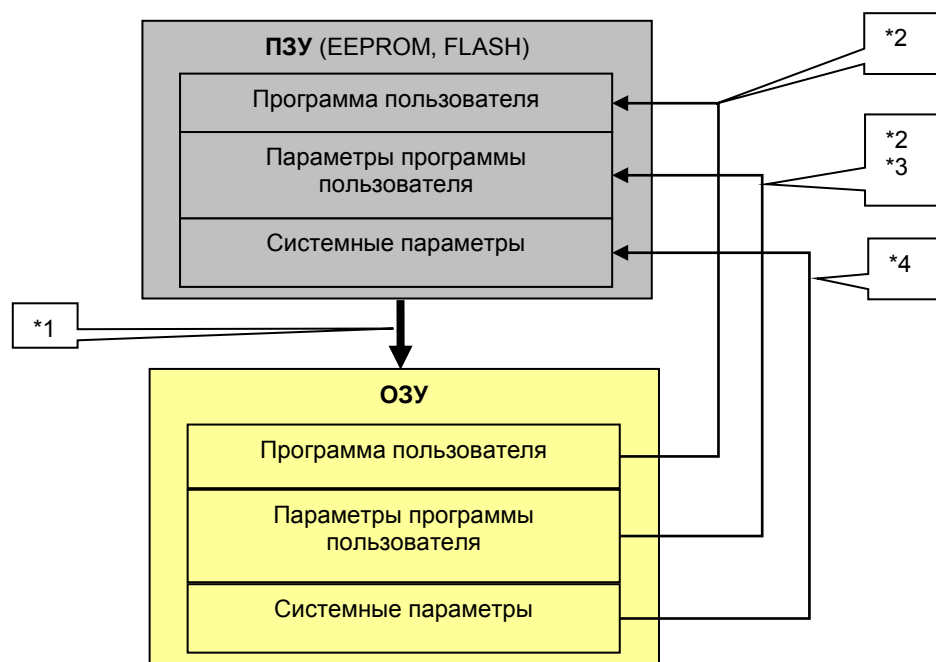 ПЗУ (EEPROM, FLASH)
*2
Программа пользователя
*2
*3
Параметры программы
пользователя
Системные параметры
*4
*1
ОЗУ
Программа пользователя
Параметры программы
пользователя
Системные параметры